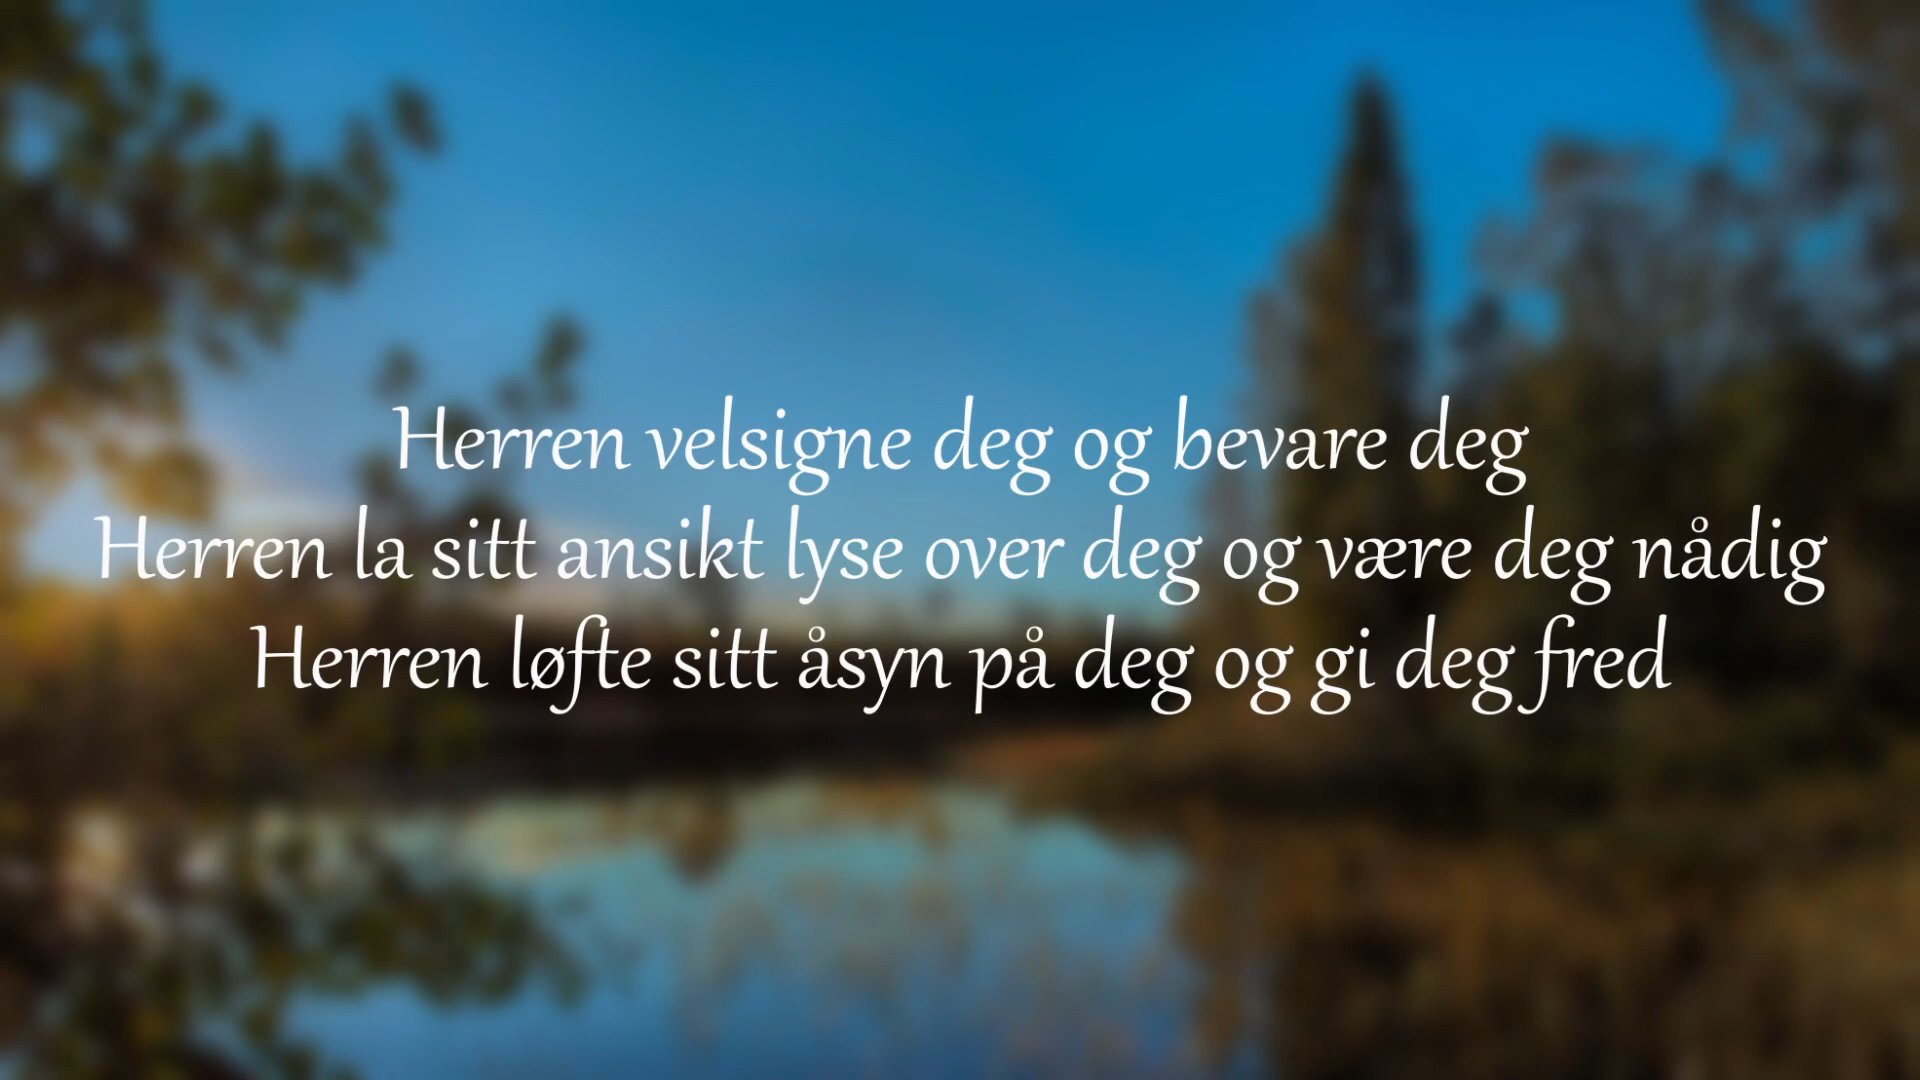 Herren velsigne deg og bevare deg
Herren la sitt ansikt lyse over deg og være deg nådig
Herren løfte sitt åsyn på deg og gi deg fred